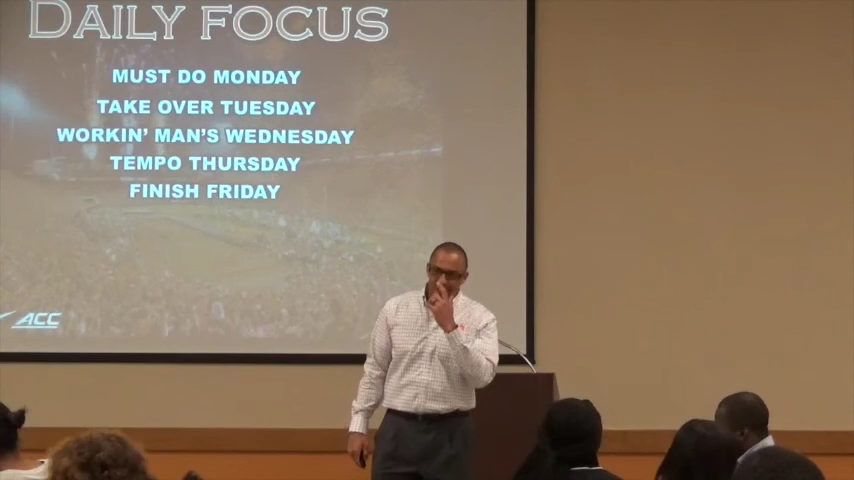 DAILY FOCUS
MUST DO MONDAY
TAKE OVER TUESDAY
WORKIN' MAN'S WEDNESDAY
TEMPO THURSDAY
FINISH FRIDAY
ACC